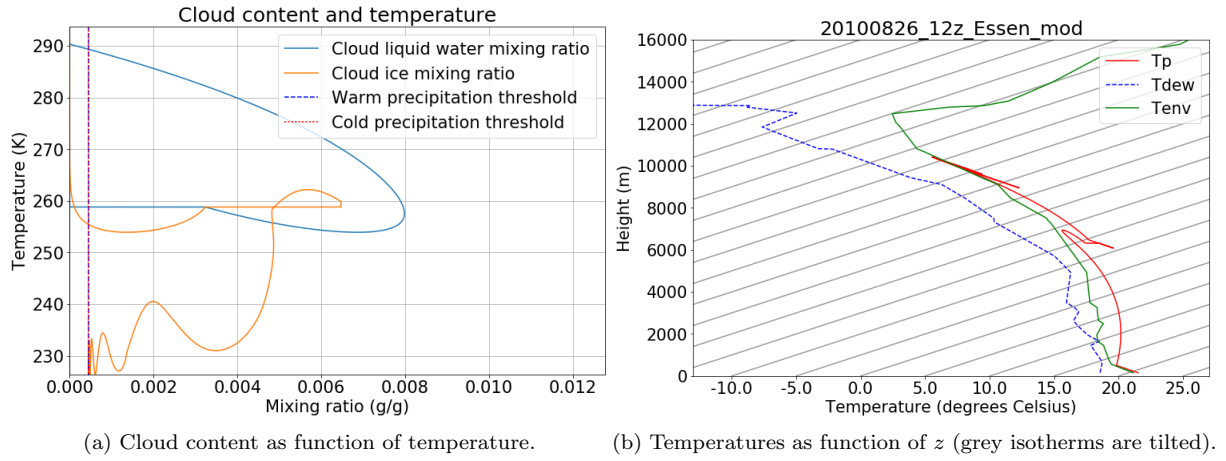 Cloud content and temperature
Temperature (K)
290
280
270
260
250
240
230
Cloud liquid water mixing ratio
Cloud ice mixing ratio
Warm precipitation threshold
Cold precipitation threshold
0.000 0.002 0.004 0.006 0.008 0.010 0.012
Mixing ratio (g/g)
(a) Cloud content as function of temperature.
20100826_12z_Essen_mod
Height (m)
16000
14000
12000
10000
8000
6000
4000
2000
0
Tp
Tdew
Tenv
-10.0 -5.0 0.0 5.0 10.0 15.0 20.0 25.0
Temperature (degrees Celsius)
(b) Temperatures as function of z (grey isotherms are tilted).